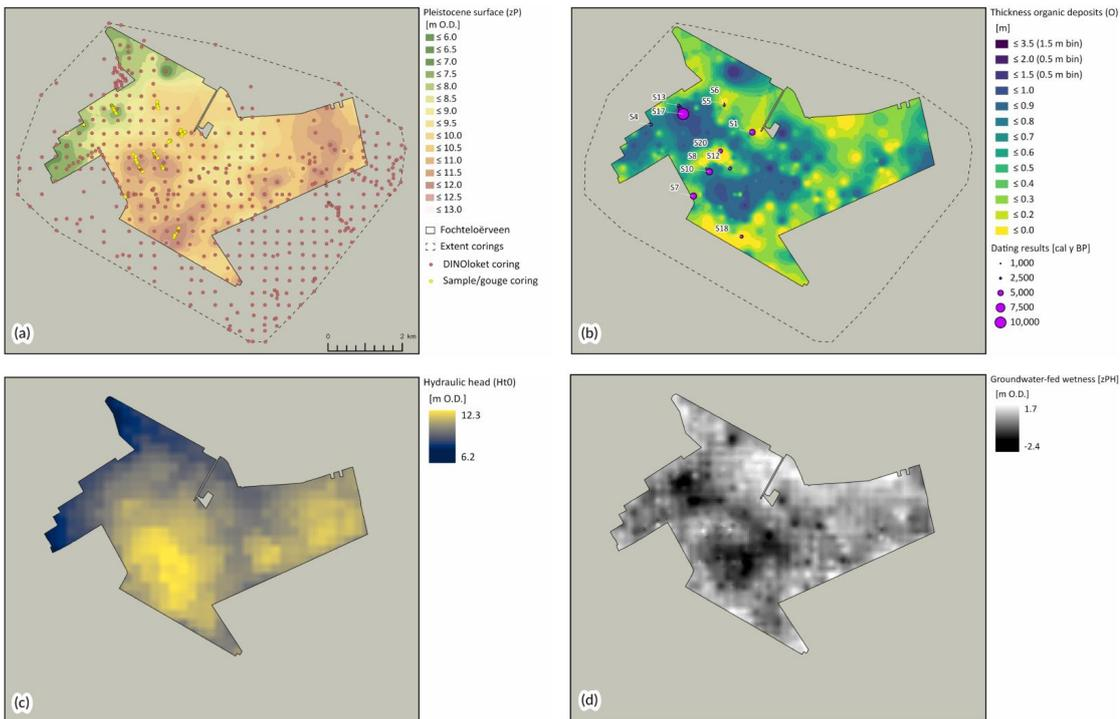 Pleistocene surface (zP)
[m O.D.]
≤ 6.0
≤ 6.5
≤ 7.0
≤ 7.5
≤ 8.0
≤ 8.5
≤ 9.0
≤ 9.5
≤ 10.0
≤ 10.5
≤ 11.0
≤ 11.5
≤ 12.0
≤ 12.5
≤ 13.0
Fochteloërveen
Extent corings
DINOloket coring
Sample/gouge coring
0 2 km
(a)
Thickness organic deposits (O)
[m]
≤ 3.5 (1.5 m bin)
≤ 2.0 (0.5 m bin)
≤ 1.5 (0.5 m bin)
≤ 1.0
≤ 0.9
≤ 0.8
≤ 0.7
≤ 0.6
≤ 0.5
≤ 0.4
≤ 0.3
≤ 0.2
≤ 0.0
Dating results [cal y BP]
1,000
2,500
5,000
7,500
10,000
S6
S13
S5
S17
S4
S1
S20
S8 S12
S10
S7
S18
(b)
Hydraulic head (Ht0)
[m O.D.]
12.3
6.2
(c)
Groundwater-fed wetness [zPH]
[m O.D.]
1.7
-2.4
(d)